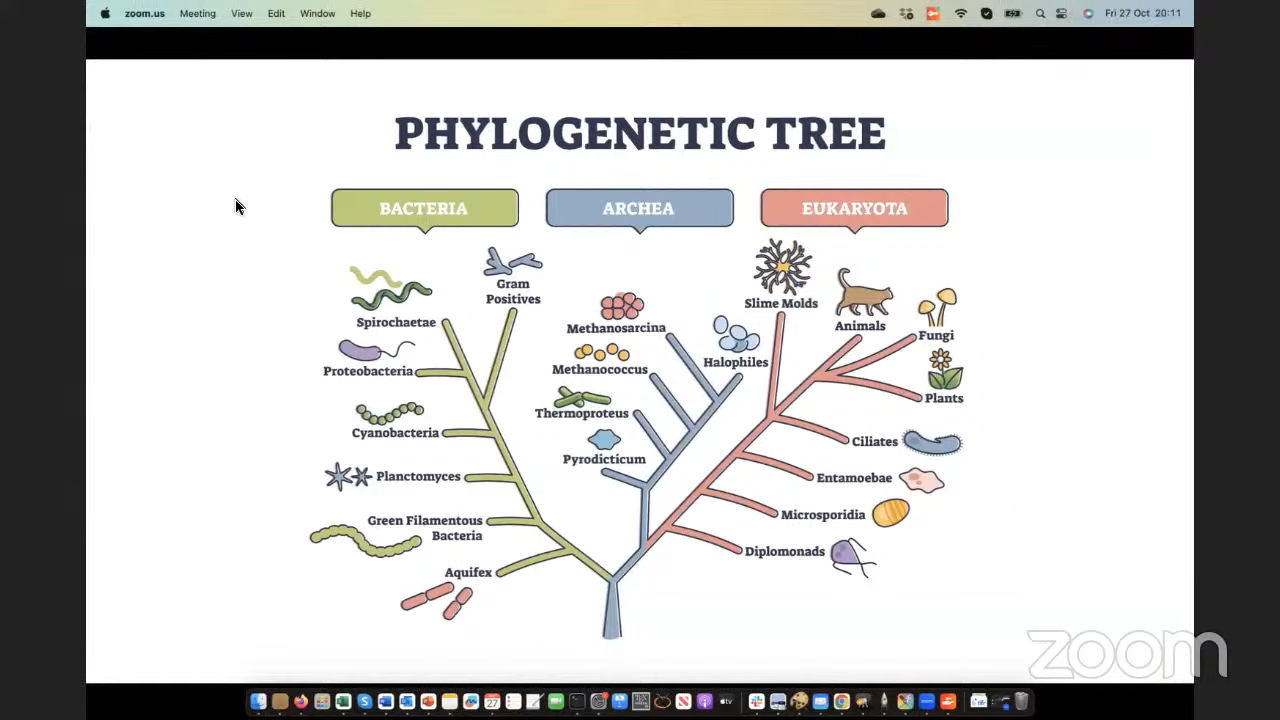 zoom.us Meeting View Edit Window Help
Fri 27 Oct 20:11
PHYLOGENETIC TREE
BACTERIA
ARCHEA
EUKARYOTA
Gram
Positives
Spirochaetae
Proteobacteria
Cyanobacteria
Planctomyces
Green Filamentous
Bacteria
Aquifex
Methanosarcina
Methanococcus
Thermoproteus
Pyrodicticum
Halophiles
Slime Molds
Animals
Fungi
Plants
Ciliates
Entamoebae
Microsporidia
Diplomonads
zoom